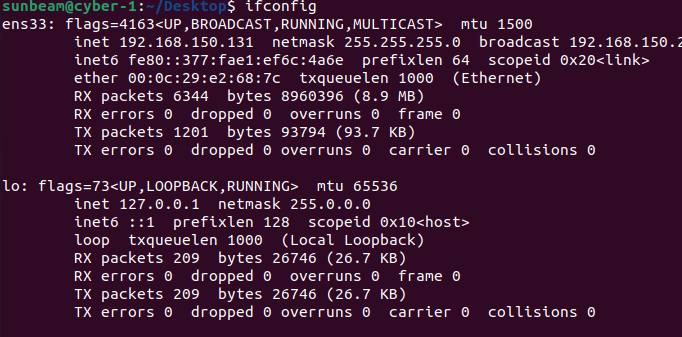 sunbeam@cyber-1:~/Desktop$ ifconfig
ens33: flags=4163<UP,BROADCAST,RUNNING,MULTICAST>  mtu 1500
        inet 192.168.150.131  netmask 255.255.255.0  broadcast 192.168.150.2
        inet6 fe80::377:fae1:ef6c:4a6e  prefixlen 64  scopeid 0x20<link>
        ether 00:0c:29:e2:68:7c  txqueuelen 1000  (Ethernet)
        RX packets 6344  bytes 8960396 (8.9 MB)
        RX errors 0  dropped 0  overruns 0  frame 0
        TX packets 1201  bytes 93794 (93.7 KB)
        TX errors 0  dropped 0 overruns 0  carrier 0  collisions 0

lo: flags=73<UP,LOOPBACK,RUNNING>  mtu 65536
        inet 127.0.0.1  netmask 255.0.0.0
        inet6 ::1  prefixlen 128  scopeid 0x10<host>
        loop  txqueuelen 1000  (Local Loopback)
        RX packets 209  bytes 26746 (26.7 KB)
        RX errors 0  dropped 0  overruns 0  frame 0
        TX packets 209  bytes 26746 (26.7 KB)
        TX errors 0  dropped 0 overruns 0  carrier 0  collisions 0